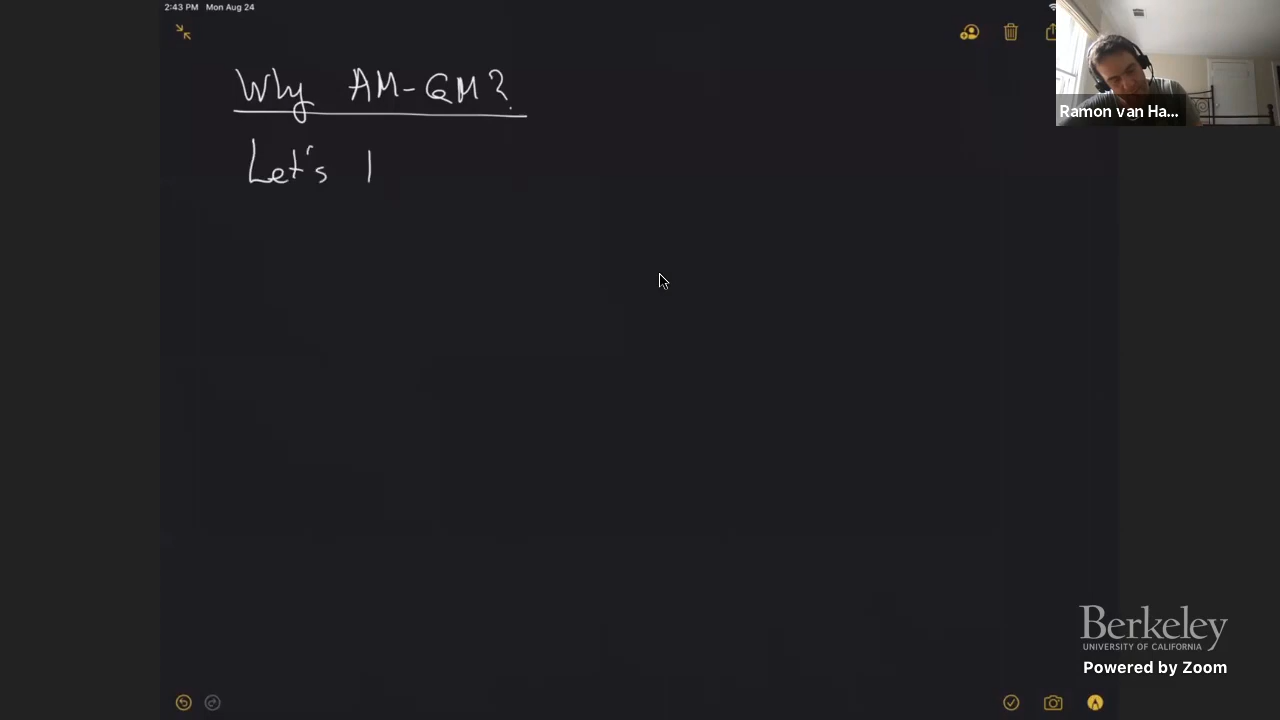 2:43 PM Mon Aug 24
Why AM-GM?
Let's l
Ramon van Ha...
Berkeley
UNIVERSITY OF CALIFORNIA
Powered by Zoom